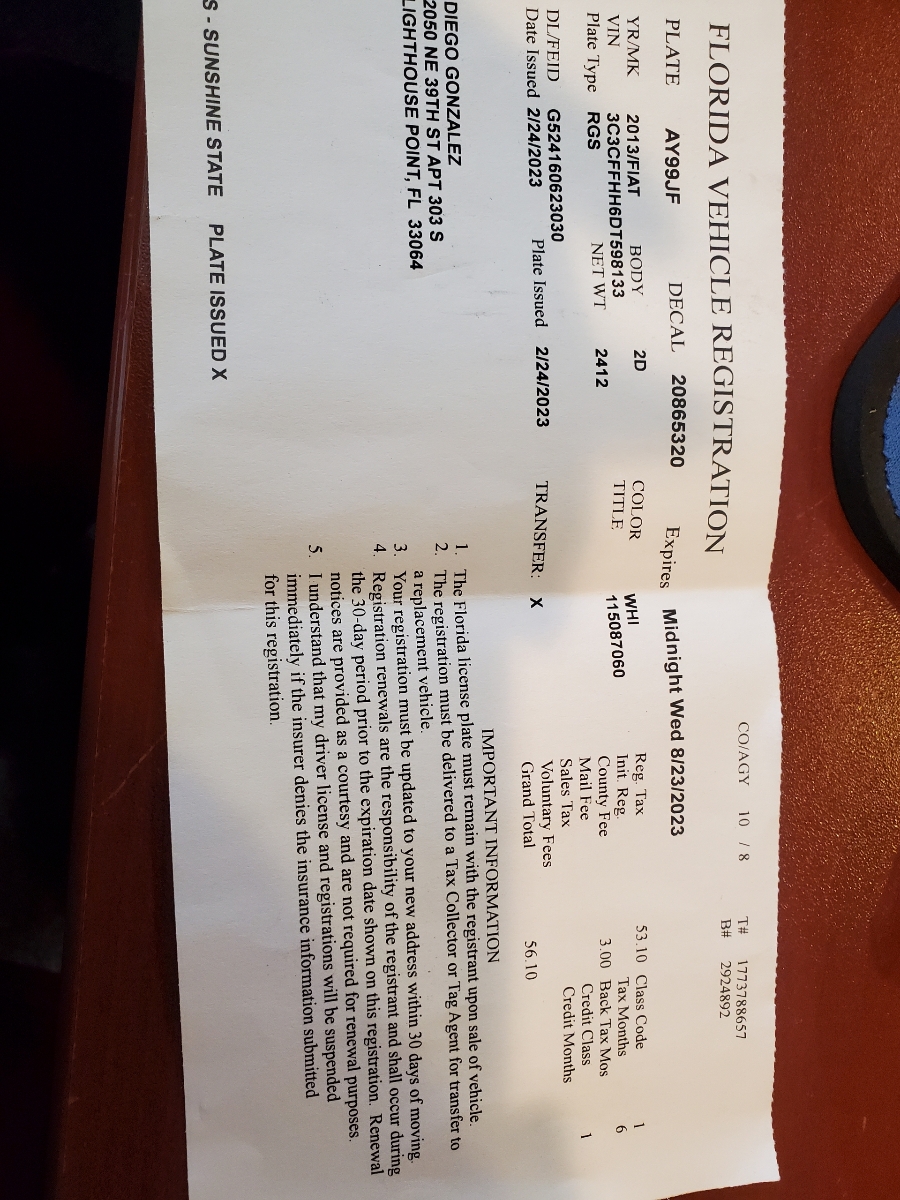 CO/AGY 10 / 8 T# 1773788657
B# 2924892
FLORIDA VEHICLE REGISTRATION
PLATE AY99JF DECAL 20865320 Expires Midnight Wed 8/23/2023
YR/MK 2013/FIAT BODY 2D COLOR WHI Reg. Tax 53.10 Class Code 1
VIN 3C3CFFHH6DT598133 TITLE 115087060 Init. Reg. Tax Months 6
Plate Type RGS NET WT 2412 County Fee 3.00 Back Tax Mos
Mail Fee Credit Class 1
Sales Tax Credit Months
DL/FEID G524160623030 Voluntary Fees
Date Issued 2/24/2023 Plate Issued 2/24/2023 TRANSFER: X Grand Total 56.10
IMPORTANT INFORMATION
1. The Florida license plate must remain with the registrant upon sale of vehicle.
2. The registration must be delivered to a Tax Collector or Tag Agent for transfer to
a replacement vehicle.
3. Your registration must be updated to your new address within 30 days of moving.
4. Registration renewals are the responsibility of the registrant and shall occur during
the 30-day period prior to the expiration date shown on this registration. Renewal
notices are provided as a courtesy and are not required for renewal purposes.
5. I understand that my driver license and registrations will be suspended
immediately if the insurer denies the insurance information submitted
for this registration.
DIEGO GONZALEZ
2050 NE 39TH ST APT 303 S
LIGHTHOUSE POINT, FL 33064
S - SUNSHINE STATE PLATE ISSUED X